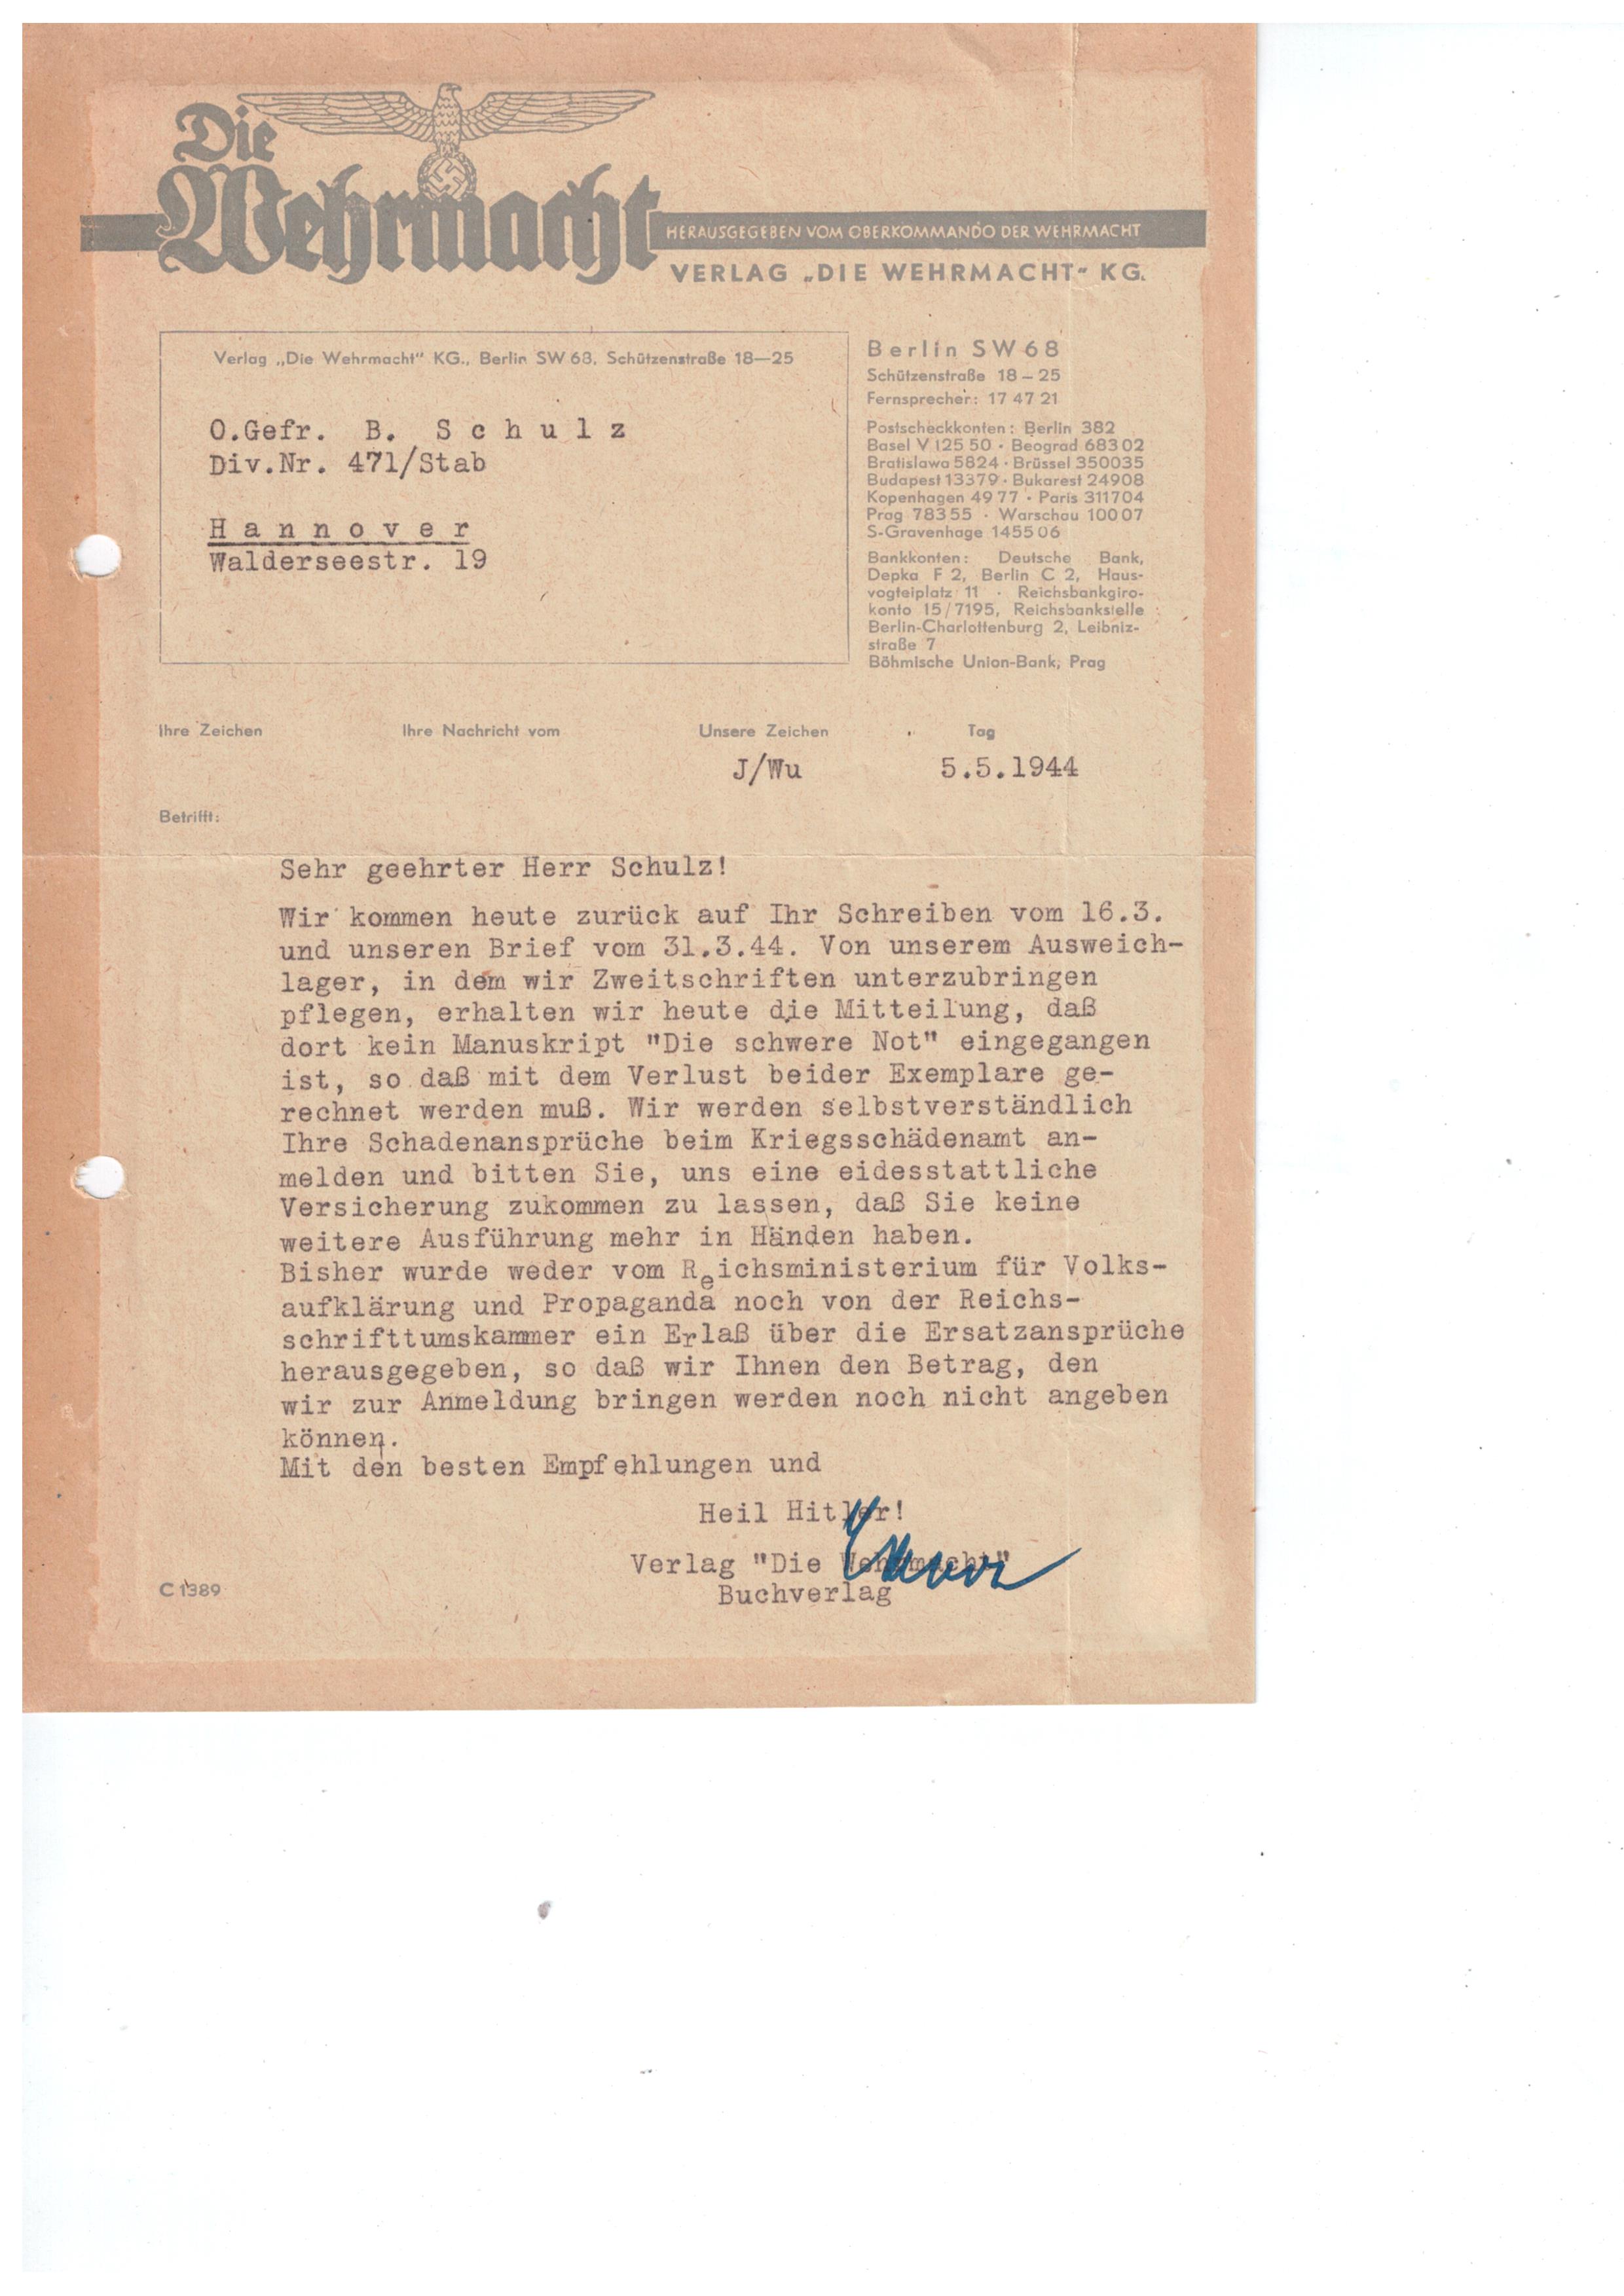 Die
Wehrmacht
HERAUSGEGEBEN VOM OBERKOMMANDO DER WEHRMACHT
VERLAG „DIE WEHRMACHT“ KG.
Verlag „Die Wehrmacht“ KG., Berlin SW 68, Schützenstraße 18—25
O.Gefr. B. S c h u l z
Div.Nr. 471/Stab
H a n n o v e r
Walderseestr. 19
Berlin SW 68
Schützenstraße 18 – 25
Fernsprecher: 17 47 21
Postscheckkonten: Berlin 382
Basel V 125 50 · Beograd 683 02
Bratislawa 5824 · Brüssel 350035
Budapest 13379 · Bukarest 24908
Kopenhagen 49 77 · Paris 311704
Prag 783 55 · Warschau 100 07
S-Gravenhage 1455 06
Bankkonten: Deutsche Bank,
Depka F 2, Berlin C 2, Haus-
vogteiplatz 11 · Reichsbankgiro-
konto 15/7195, Reichsbankstelle
Berlin-Charlottenburg 2, Leibniz-
straße 7
Böhmische Union-Bank, Prag
Ihre Zeichen Ihre Nachricht vom Unsere Zeichen Tag
J/Wu 5.5.1944
Betrifft:
Sehr geehrter Herr Schulz!
Wir kommen heute zurück auf Ihr Schreiben vom 16.3.
und unseren Brief vom 31.3.44. Von unserem Ausweich-
lager, in dem wir Zweitschriften unterzubringen
pflegen, erhalten wir heute die Mitteilung, daß
dort kein Manuskript "Die schwere Not" eingegangen
ist, so daß mit dem Verlust beider Exemplare ge-
rechnet werden muß. Wir werden selbstverständlich
Ihre Schadenansprüche beim Kriegsschädenamt an-
melden und bitten Sie, uns eine eidesstattliche
Versicherung zukommen zu lassen, daß Sie keine
weitere Ausführung mehr in Händen haben.
Bisher wurde weder vom Reichsministerium für Volks-
aufklärung und Propaganda noch von der Reichs-
schrifttumskammer ein Erlaß über die Ersatzansprüche
herausgegeben, so daß wir Ihnen den Betrag, den
wir zur Anmeldung bringen werden noch nicht angeben
können.
Mit den besten Empfehlungen und
Heil Hitler!
Verlag "Die Wehrmacht"
Buchverlag
C 1389